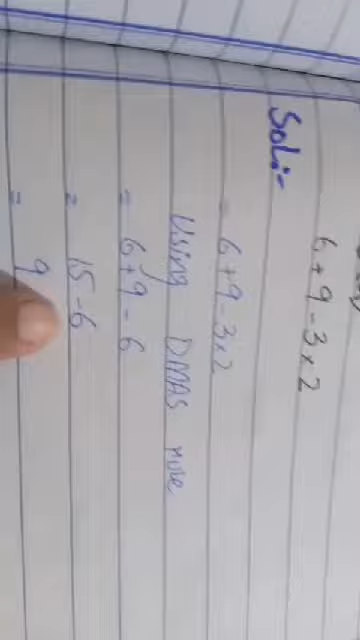 6 + 9 - 3 × 2
Sol:-
= 6 + 9 - 3 × 2
Using DMAS rule
= 6 + 9 - 6
= 15 - 6
= 9